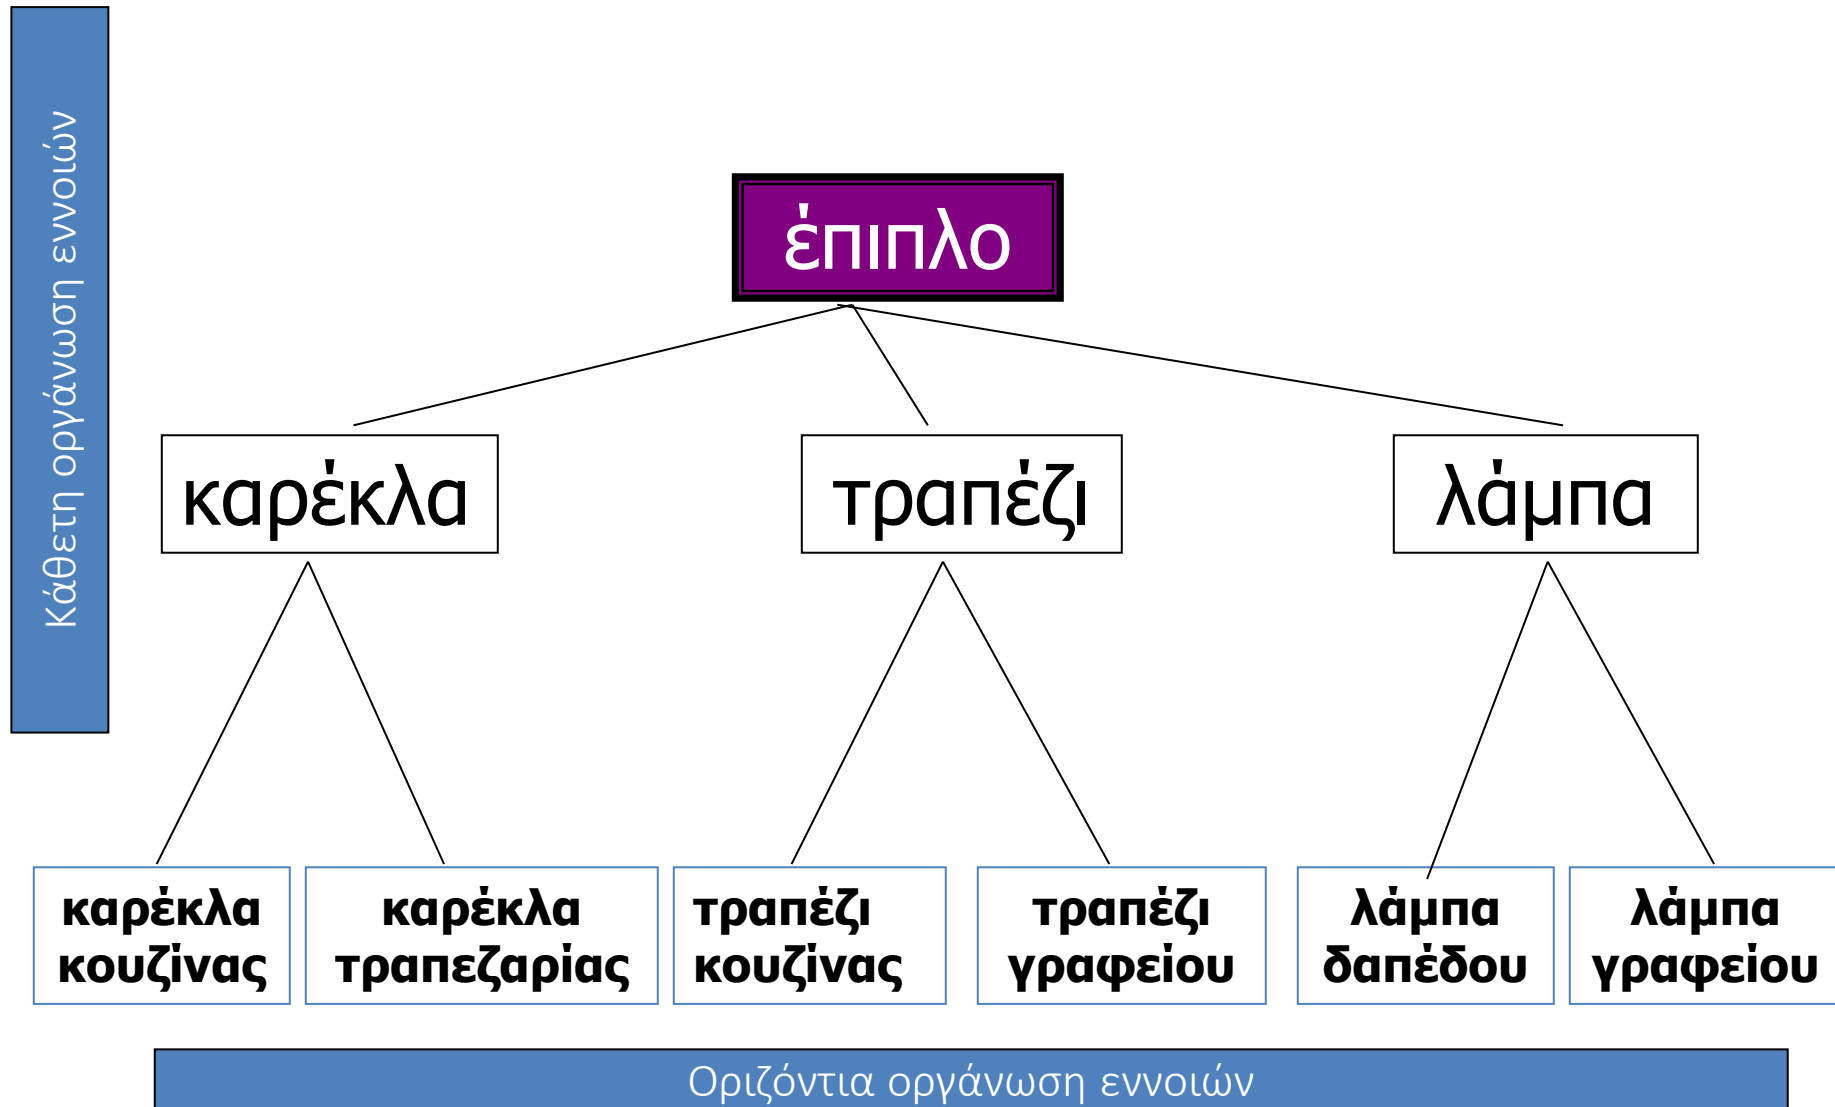 Κάθετη οργάνωση εννοιών
έπιπλο
καρέκλα
τραπέζι
λάμπα
καρέκλα
κουζίνας
καρέκλα
τραπεζαρίας
τραπέζι
κουζίνας
τραπέζι
γραφείου
λάμπα
δαπέδου
λάμπα
γραφείου
Οριζόντια οργάνωση εννοιών